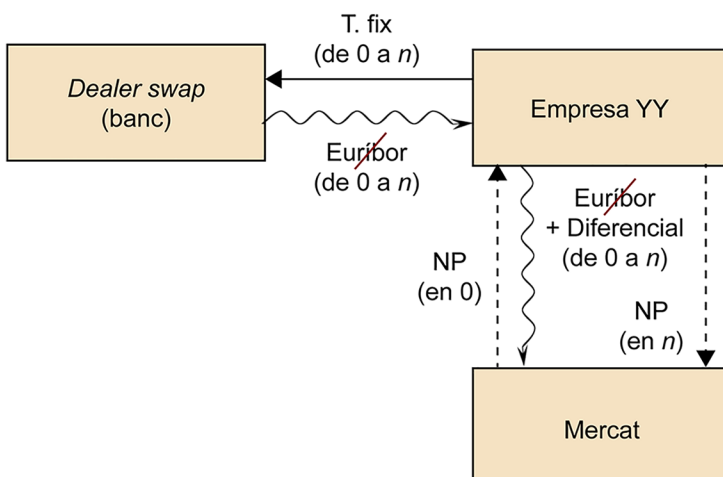 T. fix
(de 0 a n)
Dealer swap
(banc)
Empresa YY
Euríbor
(de 0 a n)
Euríbor
+ Diferencial
(de 0 a n)
NP
(en 0)
NP
(en n)
Mercat